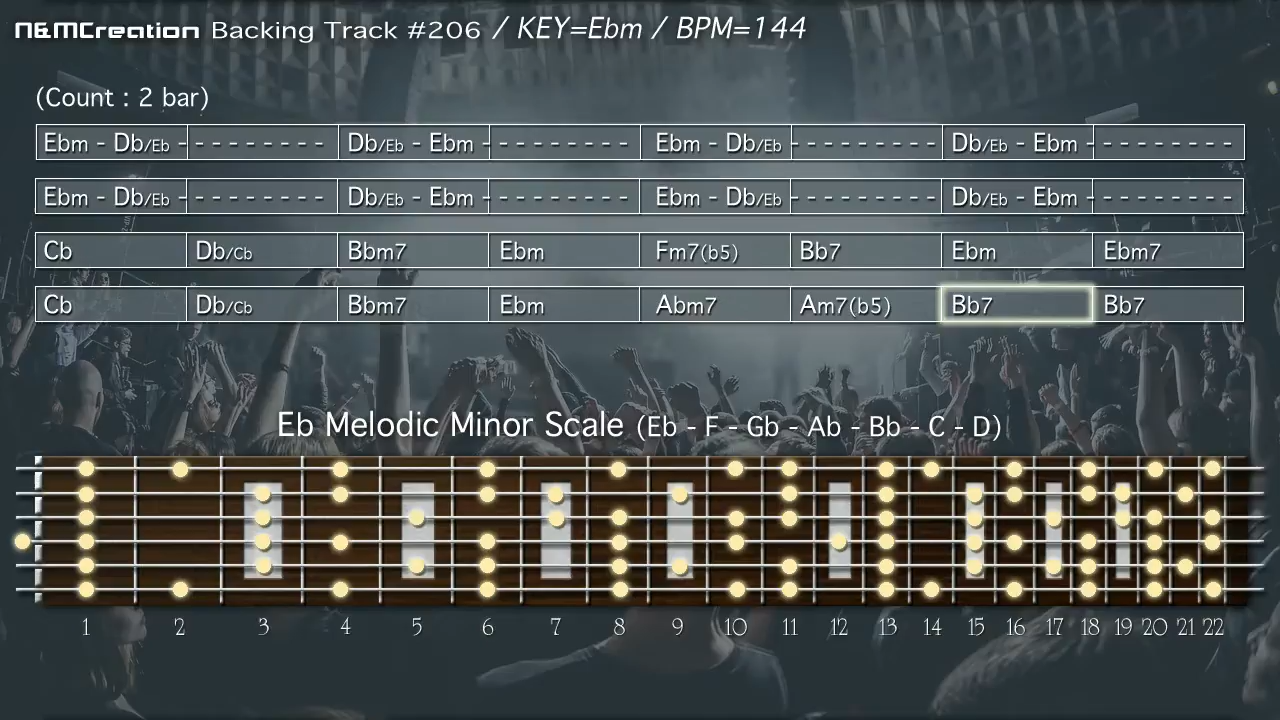 N&MCreation Backing Track #206 / KEY=Ebm / BPM=144
(Count : 2 bar)
Ebm - Db/Eb - - - - - - - - - Db/Eb - Ebm - - - - - - - - - Ebm - Db/Eb - - - - - - - - - Db/Eb - Ebm - - - - - - - - -
Ebm - Db/Eb - - - - - - - - - Db/Eb - Ebm - - - - - - - - - Ebm - Db/Eb - - - - - - - - - Db/Eb - Ebm - - - - - - - - -
Cb Db/Cb Bbm7 Ebm Fm7(b5) Bb7 Ebm Ebm7
Cb Db/Cb Bbm7 Ebm Abm7 Am7(b5) Bb7 Bb7
Eb Melodic Minor Scale (Eb - F - Gb - Ab - Bb - C - D)
1 2 3 4 5 6 7 8 9 10 11 12 13 14 15 16 17 18 19 20 21 22